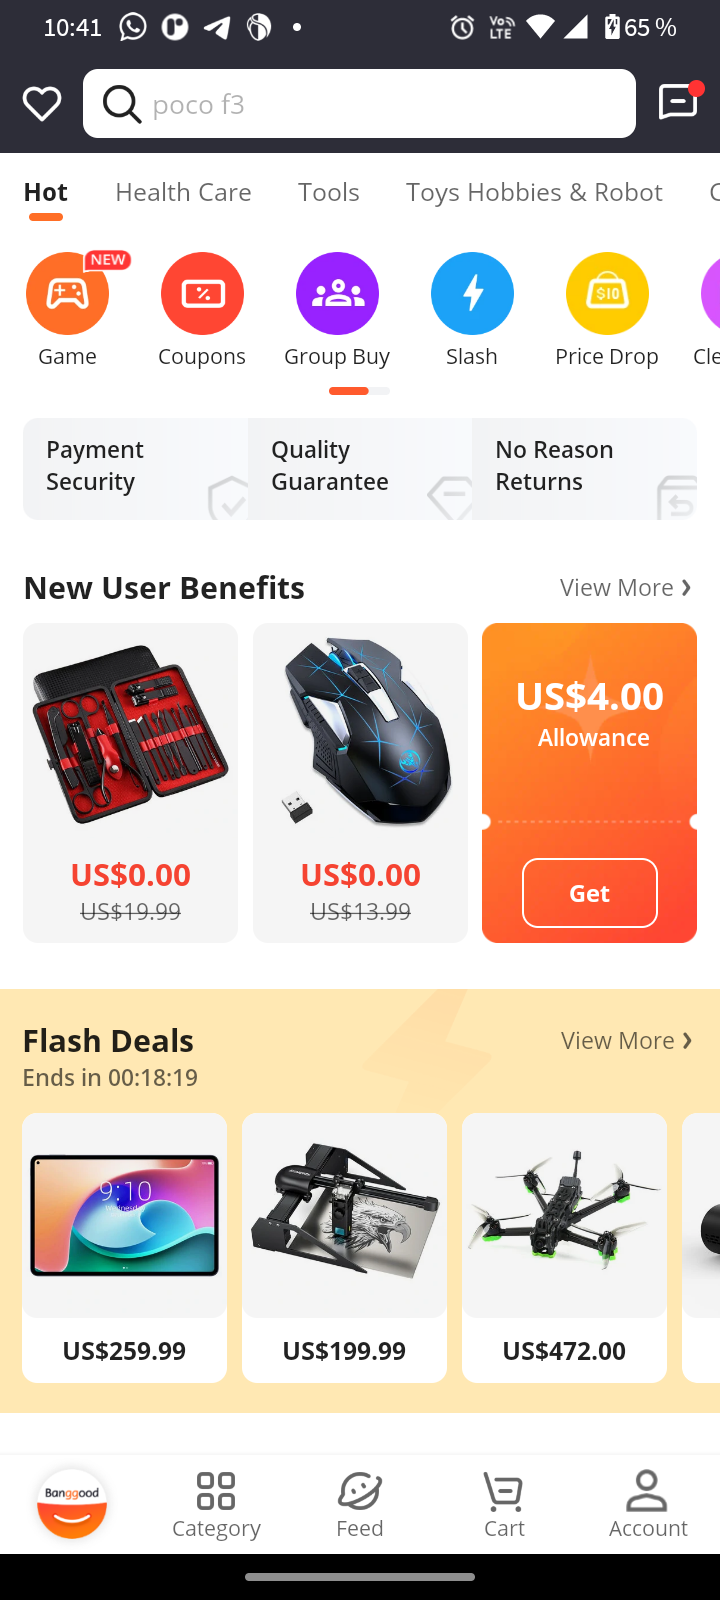 10:41
Vo
LTE
65 %
poco f3
Hot
Health Care
Tools
Toys Hobbies & Robot
NEW
$10
Game
Coupons
Group Buy
Slash
Price Drop
Cle
Payment
Security
Quality
Guarantee
No Reason
Returns
New User Benefits
View More
US$0.00
US$19.99
US$0.00
US$13.99
US$4.00
Allowance
Get
Flash Deals
View More
Ends in 00:18:19
9:10
US$259.99
US$199.99
US$472.00
Banggood
Category
Feed
Cart
Account